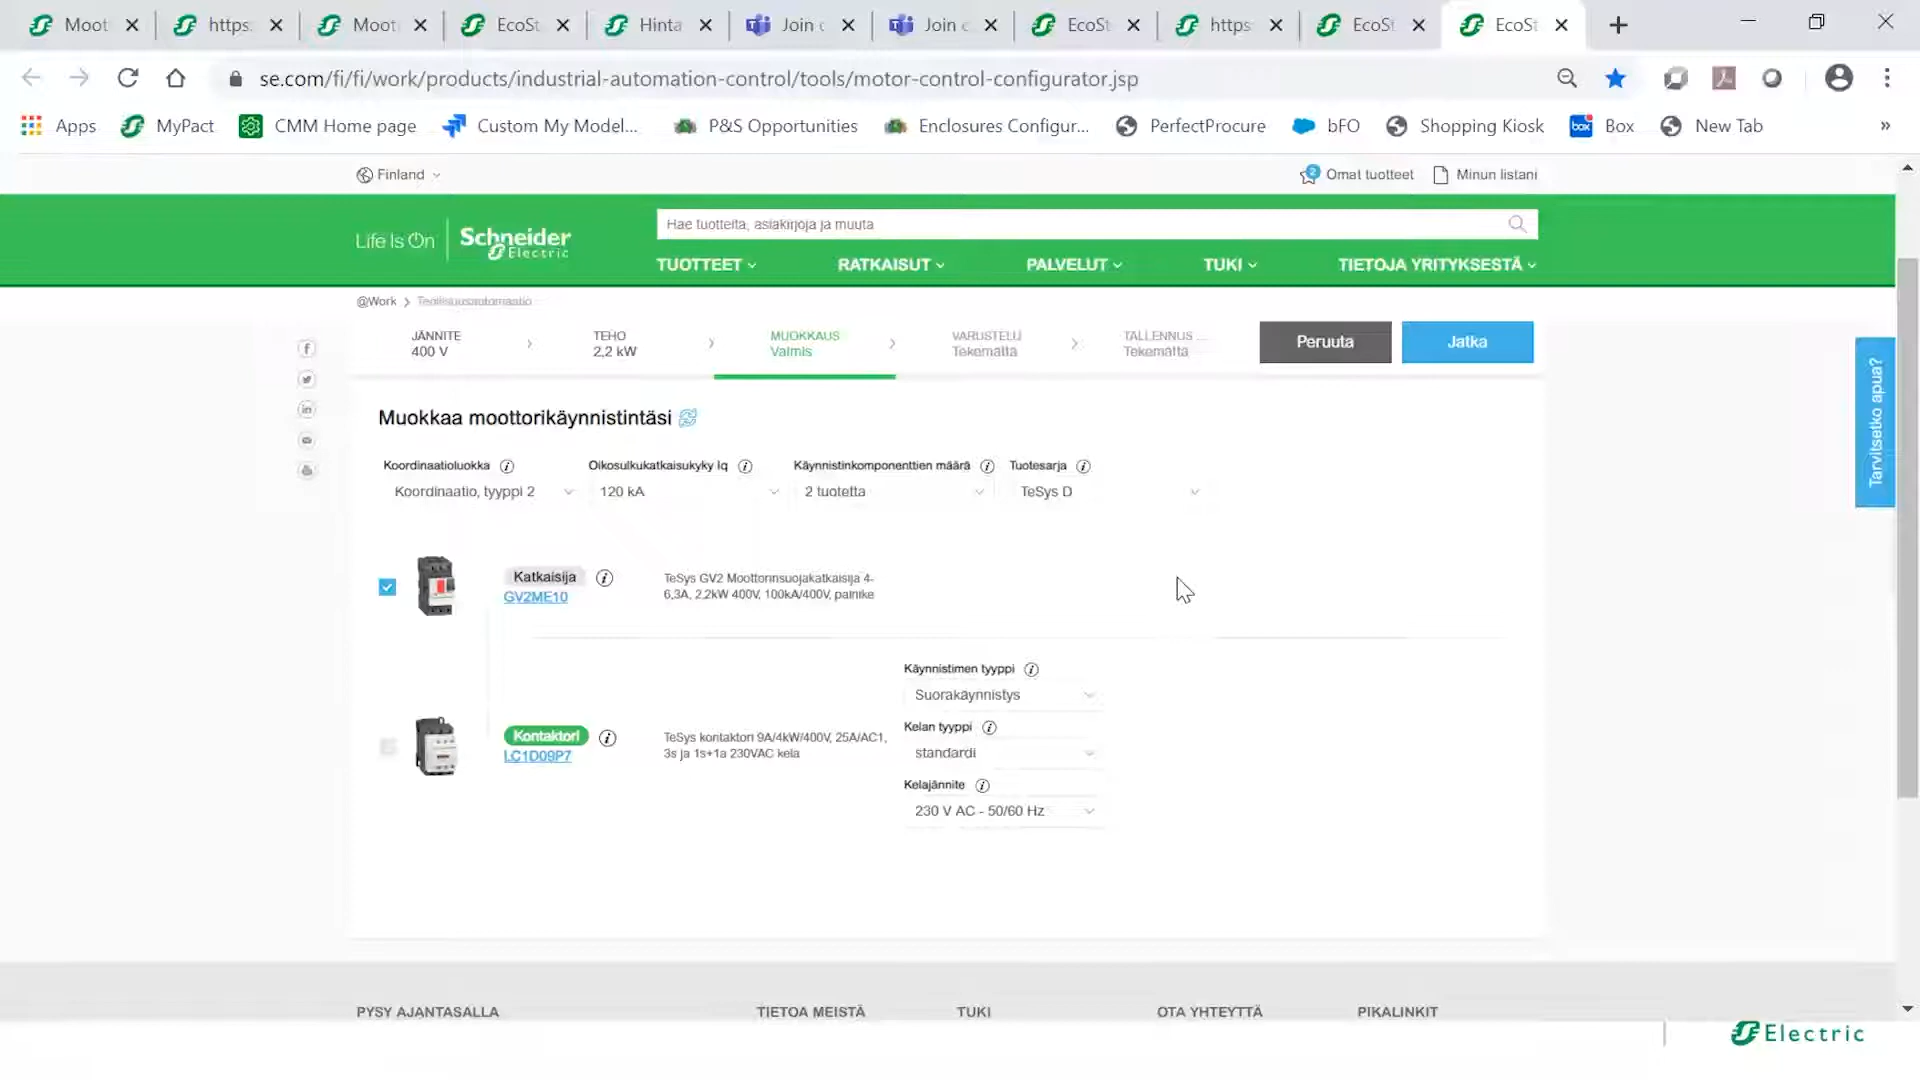 Moot
https:
Moot
EcoSt
Hinta
Join c
Join c
EcoSt
https
EcoSt
EcoSt
se.com/fi/fi/work/products/industrial-automation-control/tools/motor-control-configurator.jsp
Apps
MyPact
CMM Home page
Custom My Model...
P&S Opportunities
Enclosures Configur...
PerfectProcure
bFO
Shopping Kiosk
box
Box
New Tab
»
Finland
2
Omat tuotteet
Minun listani
Life Is On
Schneider
Electric
Hae tuotteita, asiakirjoja ja muuta
TUOTTEET
RATKAISUT
PALVELUT
TUKI
TIETOJA YRITYKSESTÄ
@Work
Teollisuusautomaatio
JÄNNITE
400 V
TEHO
2,2 kW
MUOKKAUS
Valmis
VARUSTELU
Tekemättä
TALLENNUS ...
Tekemättä
Peruuta
Jatka
Tarvitsetko apua?
Muokkaa moottorikäynnistintäsi
Koordinaatioluokka
Oikosulkukatkaisukyky Iq
Käynnistinkomponenttien määrä
Tuotesarja
Koordinaatio, tyyppi 2
120 kA
2 tuotetta
TeSys D
Katkaisija
GV2ME10
TeSys GV2 Moottorinsuojakatkaisija 4-
6,3A, 2,2kW 400V, 100kA/400V, painike
Kontaktori
LC1D09P7
TeSys kontaktori 9A/4kW/400V, 25A/AC1,
3s ja 1s+1a 230VAC kela
Käynnistimen tyyppi
Suorakäynnistys
Kelan tyyppi
standardi
Kelajännite
230 V AC - 50/60 Hz
PYSY AJANTASALLA
TIETOA MEISTÄ
TUKI
OTA YHTEYTTÄ
PIKALINKIT
Electric